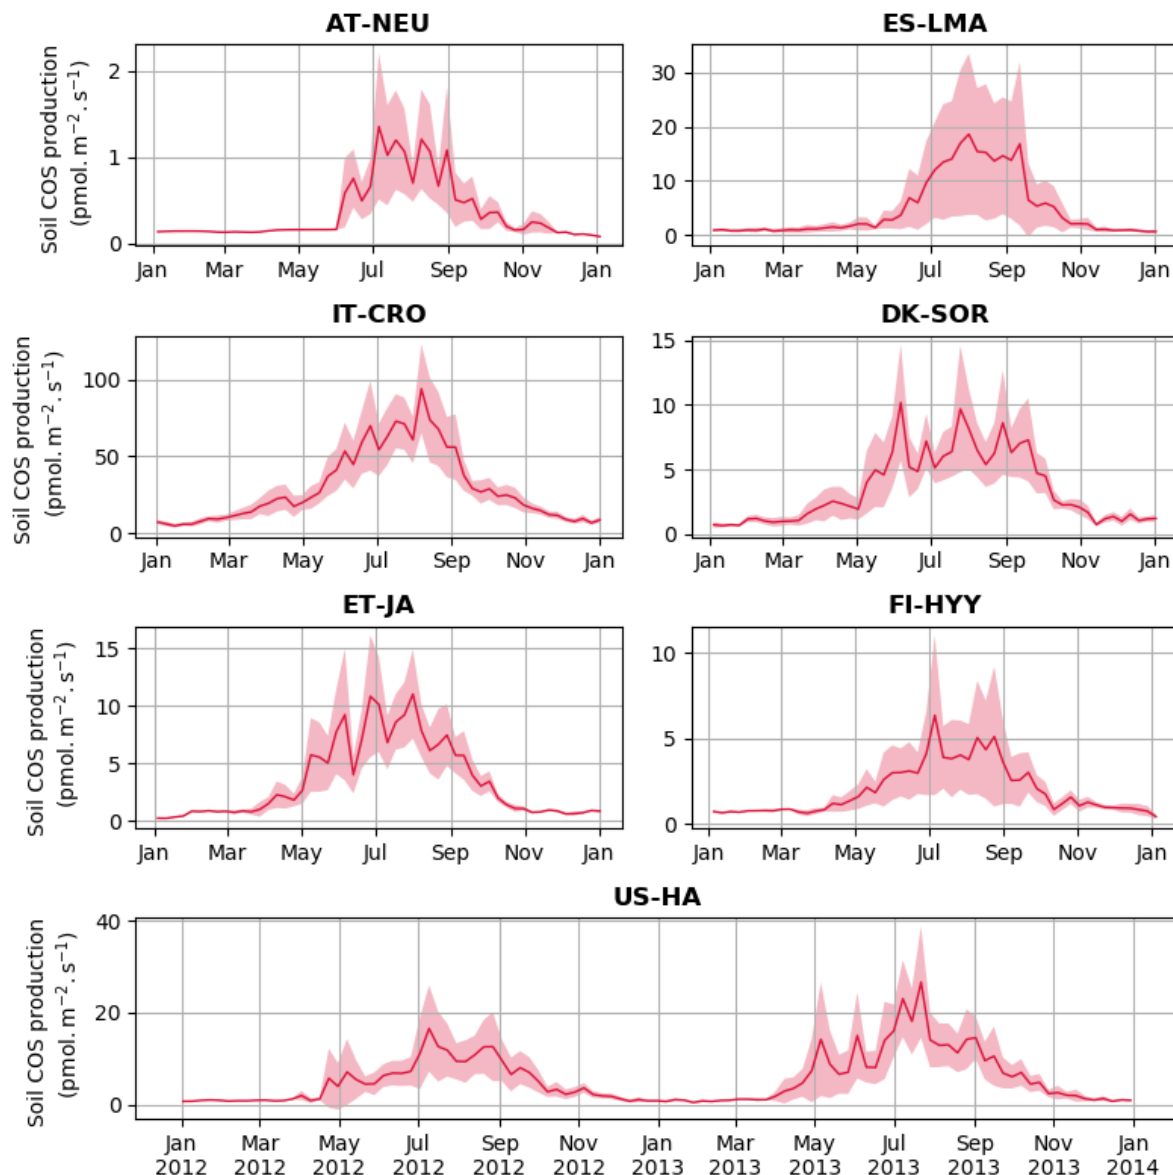 AT-NEU
ES-LMA
Soil COS production
(pmol. m⁻². s⁻¹)
2
1
0
Jan Mar May Jul Sep Nov Jan
30
20
10
0
Jan Mar May Jul Sep Nov Jan
IT-CRO
DK-SOR
Soil COS production
(pmol. m⁻². s⁻¹)
100
50
0
Jan Mar May Jul Sep Nov Jan
15
10
5
0
Jan Mar May Jul Sep Nov Jan
ET-JA
FI-HYY
Soil COS production
(pmol. m⁻². s⁻¹)
15
10
5
0
Jan Mar May Jul Sep Nov Jan
10
5
0
Jan Mar May Jul Sep Nov Jan
US-HA
Soil COS production
(pmol. m⁻². s⁻¹)
40
20
0
Jan Mar May Jul Sep Nov Jan Mar May Jul Sep Nov Jan
2012 2012 2012 2012 2012 2012 2013 2013 2013 2013 2013 2013 2014